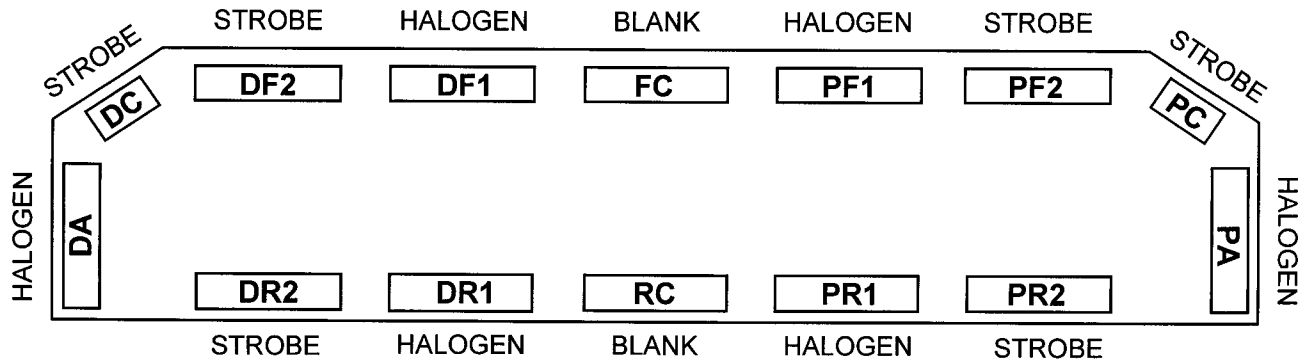 STROBE HALOGEN BLANK HALOGEN STROBE
STROBE STROBE
DF2 DF1 FC PF1 PF2
DC PC
HALOGEN HALOGEN
DA PA
DR2 DR1 RC PR1 PR2
STROBE HALOGEN BLANK HALOGEN STROBE